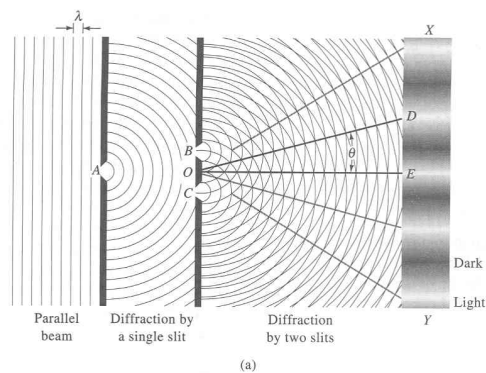 λ
X
D
B
A
O
θ
E
C
Dark
Light
Y
Parallel
beam
Diffraction by
a single slit
Diffraction
by two slits
(a)